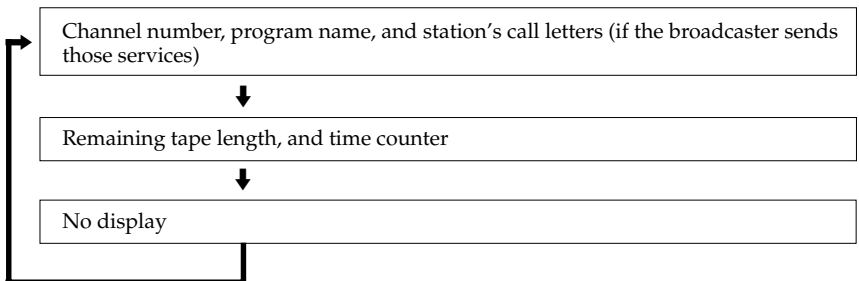 Channel number, program name, and station’s call letters (if the broadcaster sends
those services)
Remaining tape length, and time counter
No display